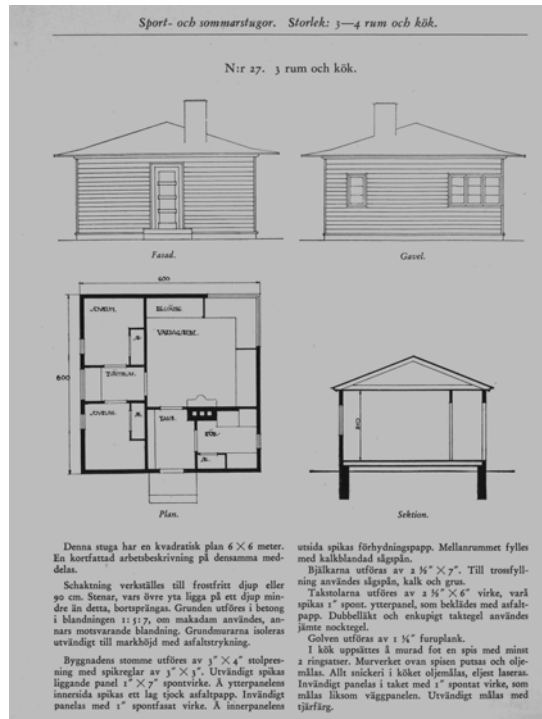 Sport- och sommarstugor. Storlek: 3—4 rum och kök.
N:r 27. 3 rum och kök.
Fasad.
Gavel.
600
600
SOVRUM.
VARDAGSRUM.
SOVRUM.
KÖK.
Plan.
Sektion.
Denna stuga har en kvadratisk plan 6 × 6 meter.
En kortfattad arbetsbeskrivning på densamma med-
delas.
Schaktning verkställes till frostfritt djup eller
90 cm. Stenar, vars övre yta ligga på ett djup min-
dre än detta, bortsprängas. Grunden utföres i betong
i blandningen 1: 5: 7, om makadam användes, an-
nars motsvarande blandning. Grundmurarna isoleras
utvändigt till markhöjd med asfaltstrykning.
Byggnadens stomme utföres av 3" × 4" stolpres-
ning med spikreglar av 3" × 3". Utvändigt spikas
liggande panel 1" × 7" spontvirke. Å ytterpanelens
innersida spikas ett lag tjock asfaltpapp. Invändigt
panelas med 1" spontfasat virke. Å innerpanelens
utsida spikas förhydningspapp. Mellanrummet fylles
med kalkblandad sågspån.
Bjälkarna utföras av 2 ½" × 7". Till trossfyll-
ning användes sågspån, kalk och grus.
Takstolarna utföres av 2 ½" × 6" virke, varå
spikas 1" spont. ytterpanel, som beklädes med asfalt-
papp. Dubbelläkt och enkupigt taktegel användes
jämte nocktegel.
Golven utföras av 1 ¼" furuplank.
I kök uppsättes å murad fot en spis med minst
2 ringsatser. Murverket ovan spisen putsas och olje-
målas. Allt snickeri i köket oljemålas, eljest laseras.
Invändigt panelas i taket med 1" spontat virke, som
målas liksom väggpanelen. Utvändigt målas med
tjärfärg.